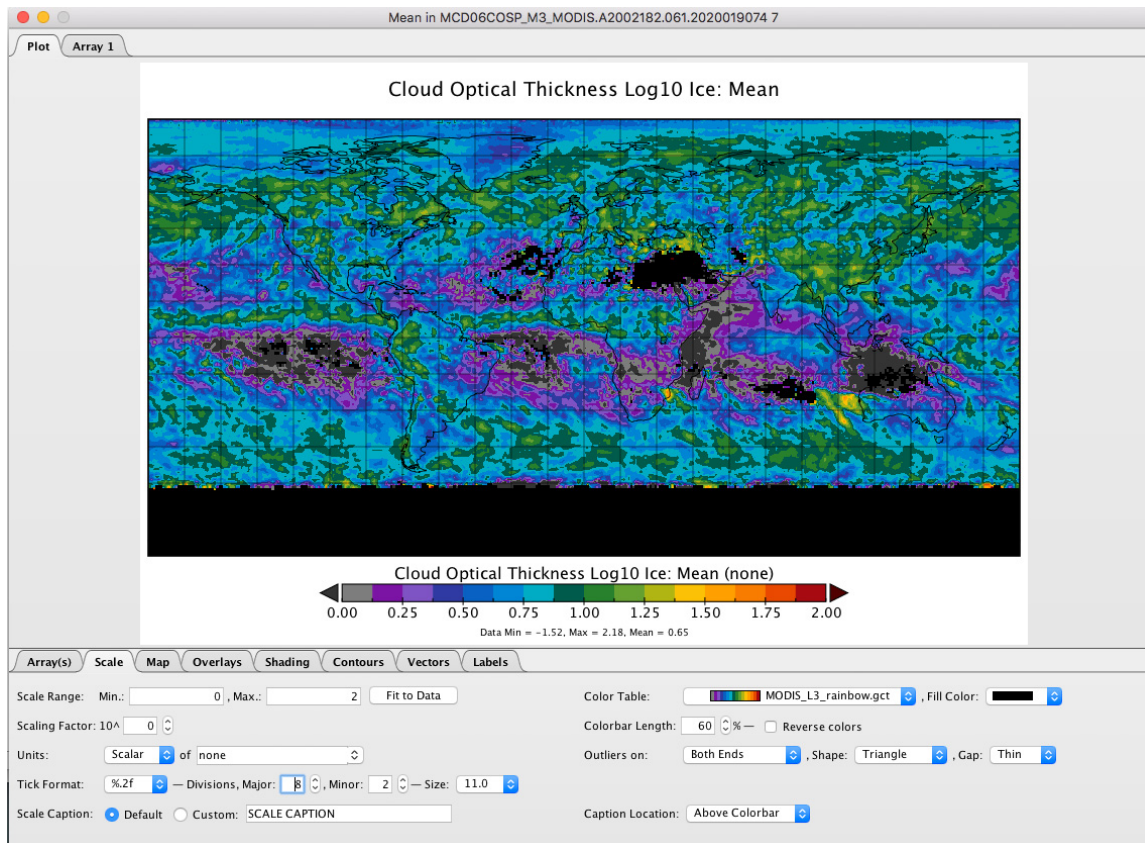 Mean in MCD06COSP_M3_MODIS.A2002182.061.2020019074 7
Plot Array 1
Cloud Optical Thickness Log10 Ice: Mean
Cloud Optical Thickness Log10 Ice: Mean (none)
0.00 0.25 0.50 0.75 1.00 1.25 1.50 1.75 2.00
Data Min = −1.52, Max = 2.18, Mean = 0.65
Array(s) Scale Map Overlays Shading Contours Vectors Labels
Scale Range: Min.: 0 , Max.: 2 Fit to Data Color Table: MODIS_L3_rainbow.gct , Fill Color:
Scaling Factor: 10^ 0 Colorbar Length: 60 % — Reverse colors
Units: Scalar of none Outliers on: Both Ends , Shape: Triangle , Gap: Thin
Tick Format: %.2f — Divisions, Major: 8 , Minor: 2 — Size: 11.0
Scale Caption: Default Custom: SCALE CAPTION Caption Location: Above Colorbar